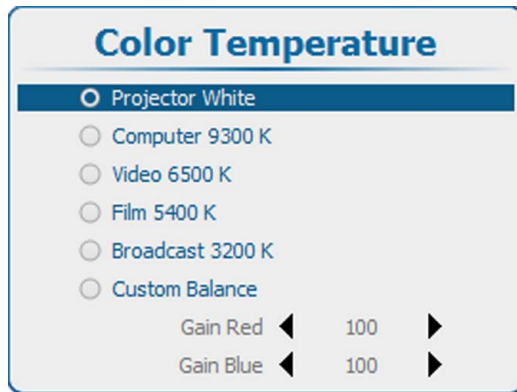 Color Temperature
Projector White
Computer 9300 K
Video 6500 K
Film 5400 K
Broadcast 3200 K
Custom Balance
Gain Red 100
Gain Blue 100